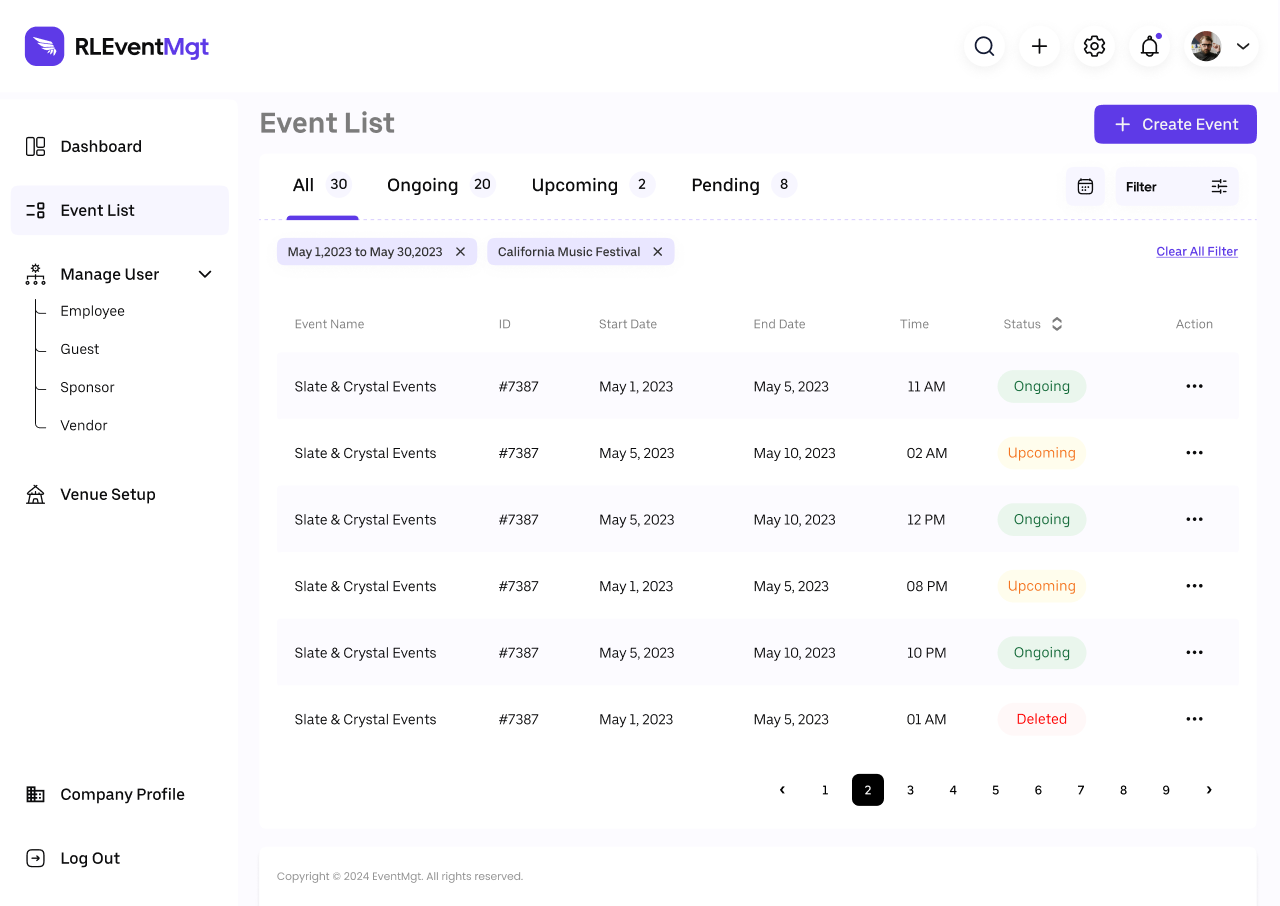 RLEventMgt
Dashboard
Event List
Manage User
Employee
Guest
Sponsor
Vendor
Venue Setup
Company Profile
Log Out
Event List
+ Create Event
All 30 Ongoing 20 Upcoming 2 Pending 8 Filter
May 1,2023 to May 30,2023 California Music Festival Clear All Filter
Event Name ID Start Date End Date Time Status Action
Slate & Crystal Events #7387 May 1, 2023 May 5, 2023 11 AM Ongoing
Slate & Crystal Events #7387 May 5, 2023 May 10, 2023 02 AM Upcoming
Slate & Crystal Events #7387 May 5, 2023 May 10, 2023 12 PM Ongoing
Slate & Crystal Events #7387 May 1, 2023 May 5, 2023 08 PM Upcoming
Slate & Crystal Events #7387 May 5, 2023 May 10, 2023 10 PM Ongoing
Slate & Crystal Events #7387 May 1, 2023 May 5, 2023 01 AM Deleted
1 2 3 4 5 6 7 8 9
Copyright © 2024 EventMgt. All rights reserved.